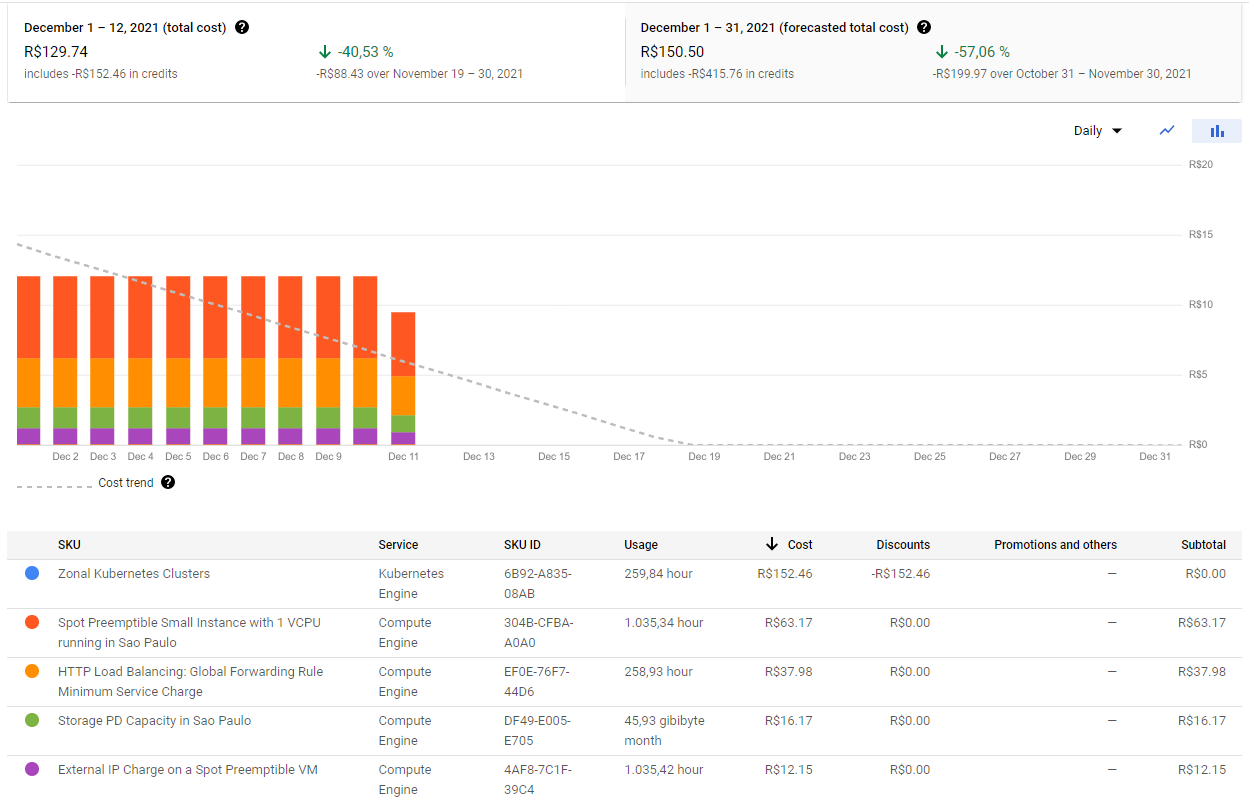 December 1 – 12, 2021 (total cost) ?
R$129.74
↓ -40,53 %
includes -R$152.46 in credits
-R$88.43 over November 19 – 30, 2021
December 1 – 31, 2021 (forecasted total cost) ?
R$150.50
↓ -57,06 %
includes -R$415.76 in credits
-R$199.97 over October 31 – November 30, 2021
Daily
R$20
R$15
R$10
R$5
R$0
Dec 2 Dec 3 Dec 4 Dec 5 Dec 6 Dec 7 Dec 8 Dec 9 Dec 11 Dec 13 Dec 15 Dec 17 Dec 19 Dec 21 Dec 23 Dec 25 Dec 27 Dec 29 Dec 31
Cost trend ?
SKU Service SKU ID Usage ↓ Cost Discounts Promotions and others Subtotal
Zonal Kubernetes Clusters Kubernetes 6B92-A835- 259,84 hour R$152.46 -R$152.46 — R$0.00
Engine 08AB
Spot Preemptible Small Instance with 1 VCPU Compute 304B-CFBA- 1.035,34 hour R$63.17 R$0.00 — R$63.17
running in Sao Paulo Engine A0A0
HTTP Load Balancing: Global Forwarding Rule Compute EF0E-76F7- 258,93 hour R$37.98 R$0.00 — R$37.98
Minimum Service Charge Engine 44D6
Storage PD Capacity in Sao Paulo Compute DF49-E005- 45,93 gibibyte R$16.17 R$0.00 — R$16.17
Engine E705 month
External IP Charge on a Spot Preemptible VM Compute 4AF8-7C1F- 1.035,42 hour R$12.15 R$0.00 — R$12.15
Engine 39C4